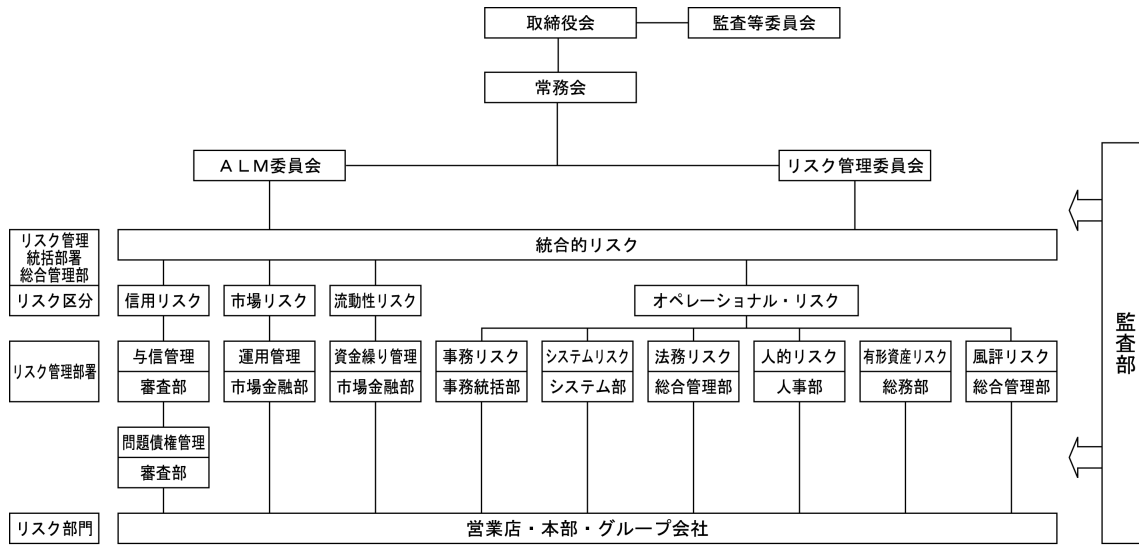 取締役会
監査等委員会
常務会
ALM委員会
リスク管理委員会
リスク管理
統括部署
総合管理部
統合的リスク
リスク区分
信用リスク
市場リスク
流動性リスク
オペレーショナル・リスク
リスク管理部署
与信管理
審査部
運用管理
市場金融部
資金繰り管理
市場金融部
事務リスク
事務統括部
システムリスク
システム部
法務リスク
総合管理部
人的リスク
人事部
有形資産リスク
総務部
風評リスク
総合管理部
問題債権管理
審査部
リスク部門
営業店・本部・グループ会社
監査部